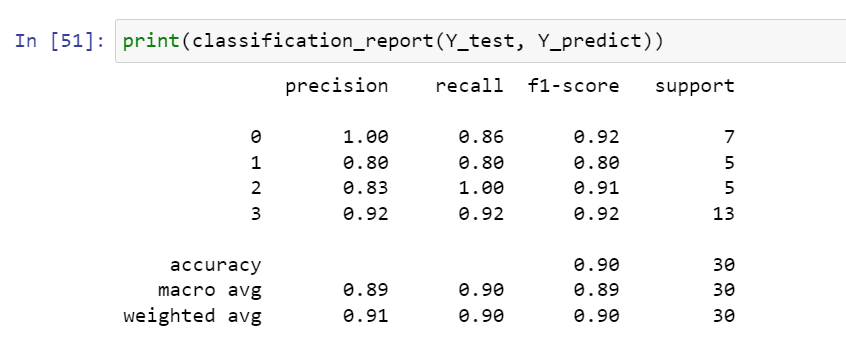 In [51]: print(classification_report(Y_test, Y_predict))
precision recall f1-score support
0 1.00 0.86 0.92 7
1 0.80 0.80 0.80 5
2 0.83 1.00 0.91 5
3 0.92 0.92 0.92 13
accuracy 0.90 30
macro avg 0.89 0.90 0.89 30
weighted avg 0.91 0.90 0.90 30